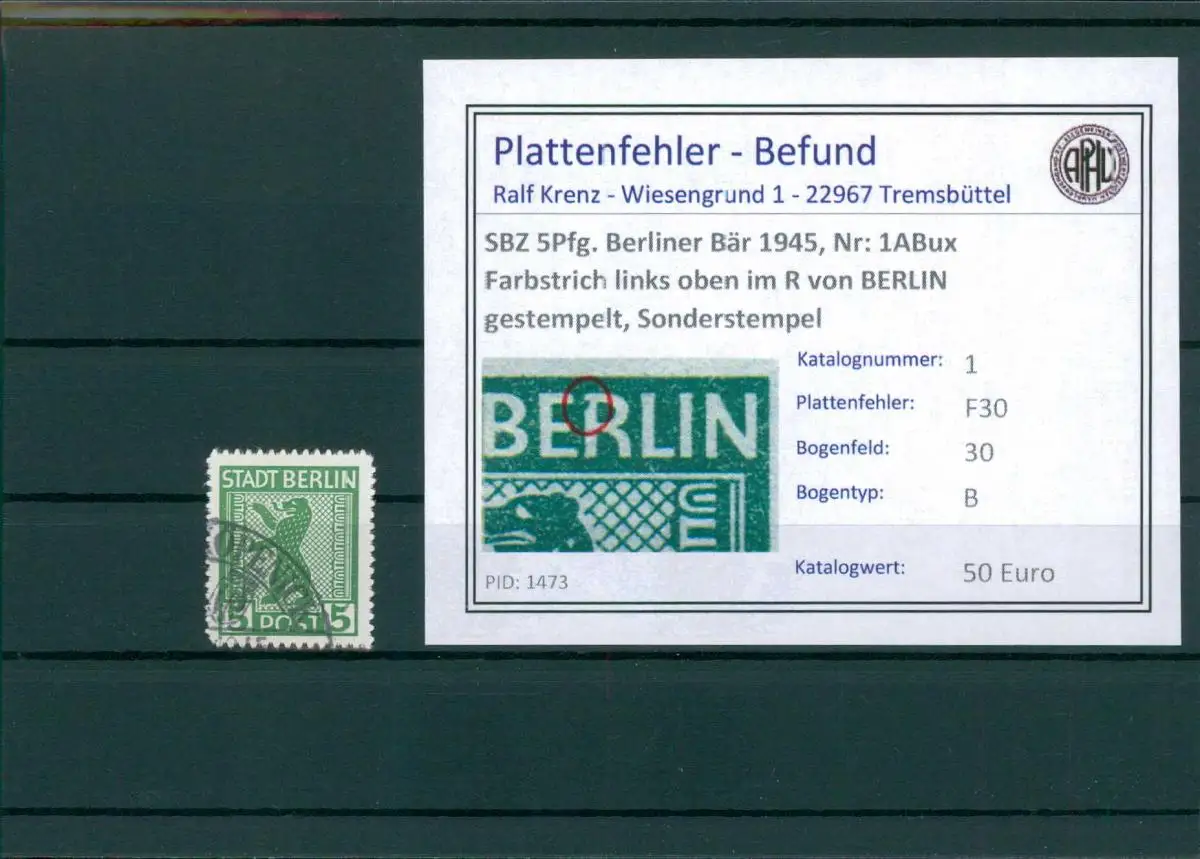 Plattenfehler - Befund
Ralf Krenz - Wiesengrund 1 - 22967 Tremsbüttel
APHV
SBZ 5Pfg. Berliner Bär 1945, Nr: 1ABux
Farbstrich links oben im R von BERLIN
gestempelt, Sonderstempel
Katalognummer: 1
Plattenfehler: F30
Bogenfeld: 30
Bogentyp: B
Katalogwert: 50 Euro
BERLIN
PID: 1473
STADT BERLIN
5 POST 5